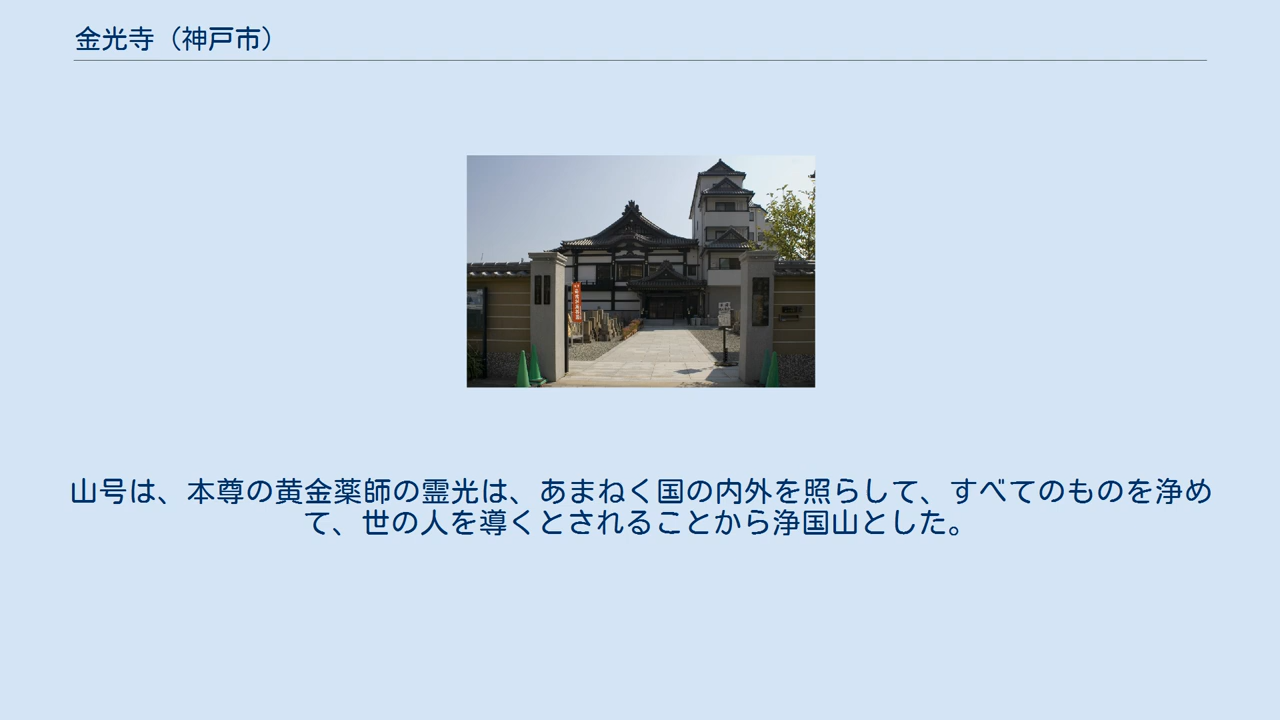 金光寺（神戸市）
山号は、本尊の黄金薬師の霊光は、あまねく国の内外を照らして、すべてのものを浄め
て、世の人を導くとされることから浄国山とした。